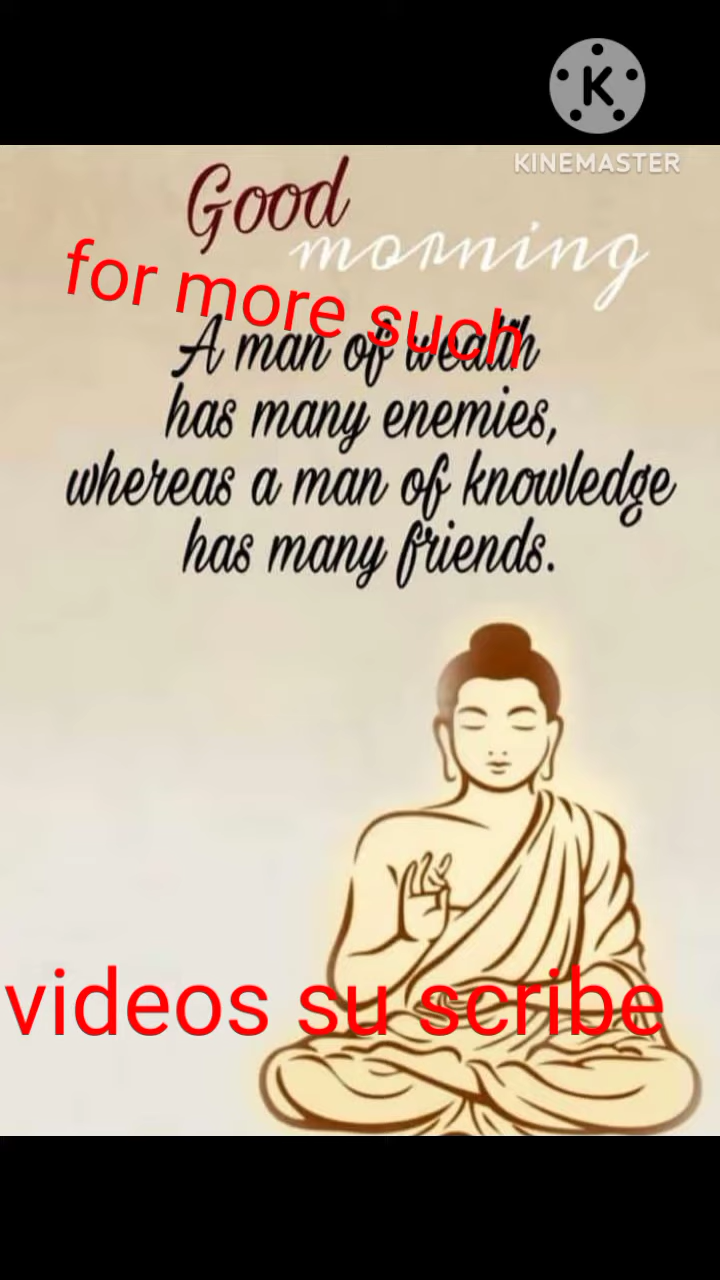 K
KINEMASTER
Good
morning
for more such
A man of wealth
has many enemies,
whereas a man of knowledge
has many friends.
videos su scribe